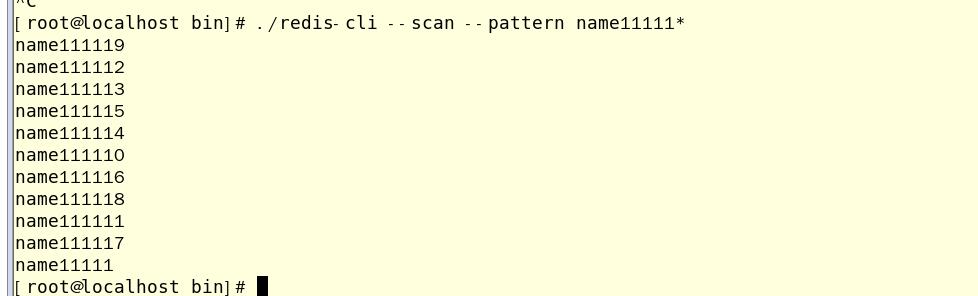 ^C
[root@localhost bin]# ./redis-cli --scan --pattern name11111*
name111119
name111112
name111113
name111115
name111114
name111110
name111116
name111118
name111111
name111117
name11111
[root@localhost bin]#